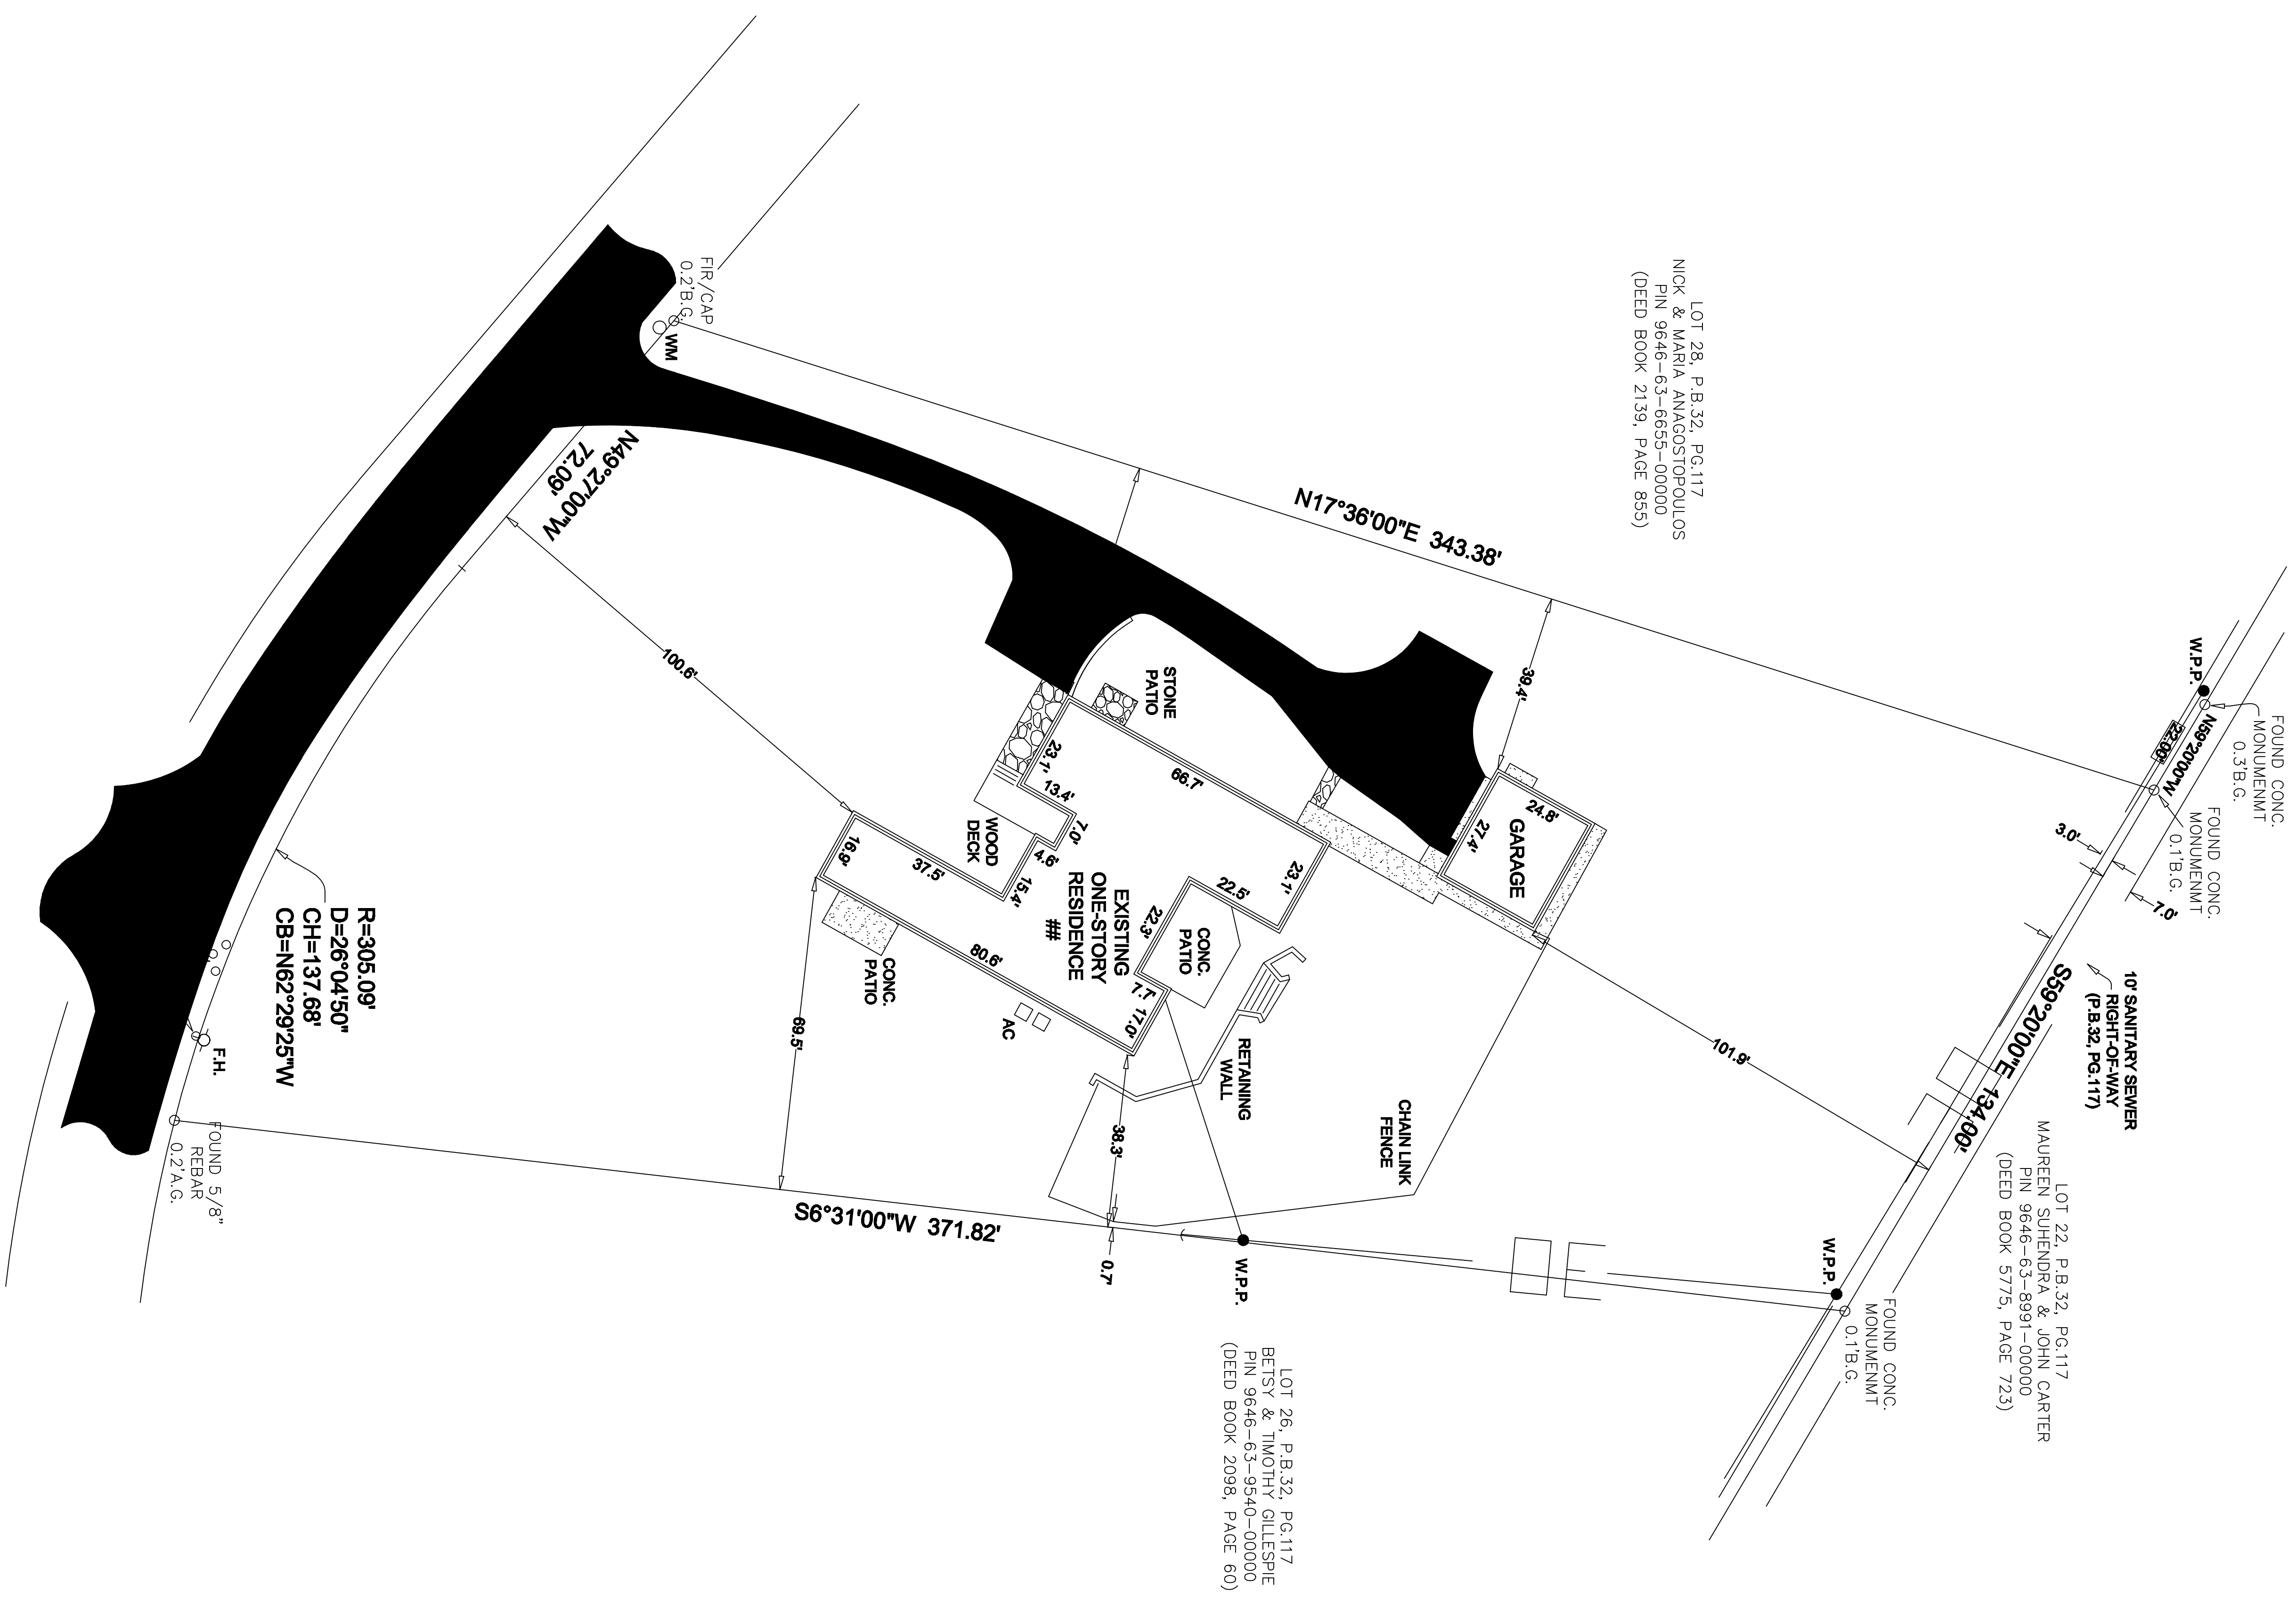 LOT 28, P.B.32, PG.117
NICK & MARIA ANAGOSTOPOULOS
PIN 9646-63-6655-00000
(DEED BOOK 2139, PAGE 855)
FOUND CONC.
MONUMENMT
0.3'B.G.
W.P.P.
N59°20'00"W
22.00'
FOUND CONC.
MONUMENMT
0.1'B.G.
3.0'
7.0'
10' SANITARY SEWER
RIGHT-OF-WAY
(P.B.32, PG.117)
S59°20'00"E 134.00'
LOT 22, P.B.32, PG.117
MAUREEN SUHENDRA & JOHN CARTER
PIN 9646-63-8991-00000
(DEED BOOK 5775, PAGE 723)
FOUND CONC.
MONUMENMT
0.1'B.G.
W.P.P.
N17°36'00"E 343.38'
39.4'
24.8'
GARAGE
27.4'
101.9'
CHAIN LINK
FENCE
FIR/CAP
0.2'B.G.
WM
STONE
PATIO
66.7'
23.1'
22.5'
CONC.
PATIO
22.3'
RETAINING
WALL
W.P.P.
LOT 26, P.B.32, PG.117
BETSY & TIMOTHY GILLESPIE
PIN 9646-63-9540-00000
(DEED BOOK 2098, PAGE 60)
23.1'
13.4'
7.0'
4.6'
EXISTING
ONE-STORY
RESIDENCE
##
7.7'
17.0'
38.3'
0.7'
WOOD
DECK
15.4'
37.5'
16.9'
80.6'
AC
CONC.
PATIO
69.5'
S6°31'00"W 371.82'
100.6'
N49°27'00"W
72.09'
R=305.09'
D=26°04'50"
CH=137.68'
CB=N62°29'25"W
F.H.
FOUND 5/8"
REBAR
0.2'A.G.